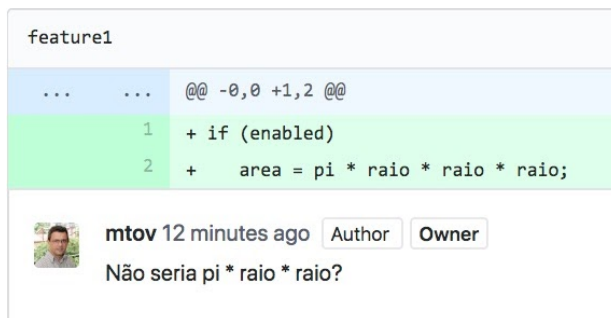 feature1
... ... @@ -0,0 +1,2 @@
1 + if (enabled)
2 +    area = pi * raio * raio * raio;
mtov 12 minutes ago Author Owner
Não seria pi * raio * raio?